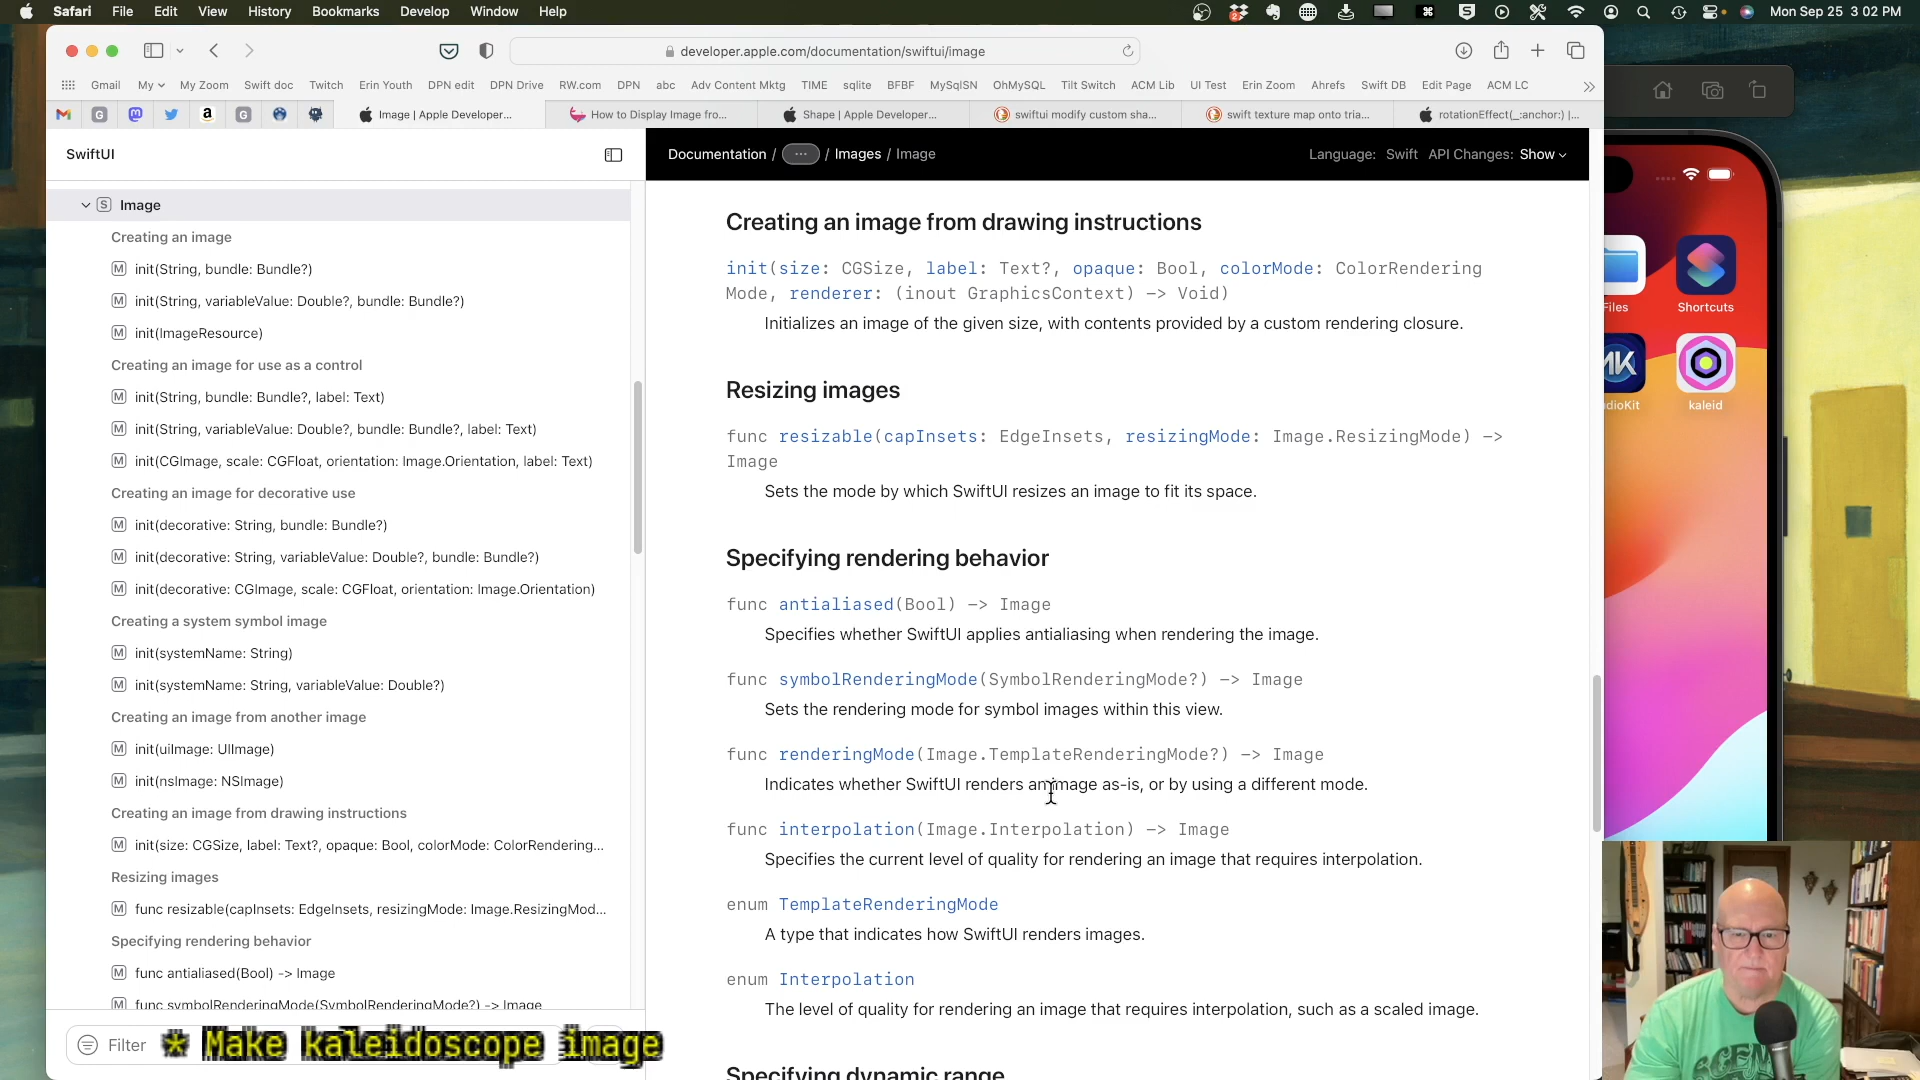 Safari File Edit View History Bookmarks Develop Window Help
Mon Sep 25 3 02 PM
developer.apple.com/documentation/swiftui/image
Gmail My My Zoom Swift doc Twitch Erin Youth DPN edit DPN Drive RW.com DPN abc Adv Content Mktg TIME sqlite BFBF MySqlSN OhMySQL Tilt Switch ACM Lib UI Test Erin Zoom Ahrefs Swift DB Edit Page ACM LC
Image | Apple Developer... How to Display Image fro... Shape | Apple Developer... swiftui modify custom sha... swift texture map onto tria... rotationEffect(_:anchor:) |...
SwiftUI
Documentation / ... / Images / Image
Language: Swift API Changes: Show
Image
Creating an image
init(String, bundle: Bundle?)
init(String, variableValue: Double?, bundle: Bundle?)
init(ImageResource)
Creating an image for use as a control
init(String, bundle: Bundle?, label: Text)
init(String, variableValue: Double?, bundle: Bundle?, label: Text)
init(CGImage, scale: CGFloat, orientation: Image.Orientation, label: Text)
Creating an image for decorative use
init(decorative: String, bundle: Bundle?)
init(decorative: String, variableValue: Double?, bundle: Bundle?)
init(decorative: CGImage, scale: CGFloat, orientation: Image.Orientation)
Creating a system symbol image
init(systemName: String)
init(systemName: String, variableValue: Double?)
Creating an image from another image
init(uiImage: UIImage)
init(nsImage: NSImage)
Creating an image from drawing instructions
init(size: CGSize, label: Text?, opaque: Bool, colorMode: ColorRendering...
Resizing images
func resizable(capInsets: EdgeInsets, resizingMode: Image.ResizingMod...
Specifying rendering behavior
func antialiased(Bool) -> Image
func symbolRenderingMode(SymbolRenderingMode?) -> Image
Filter
* Make kaleidoscope image
Creating an image from drawing instructions
init(size: CGSize, label: Text?, opaque: Bool, colorMode: ColorRendering
Mode, renderer: (inout GraphicsContext) -> Void)
Initializes an image of the given size, with contents provided by a custom rendering closure.
Resizing images
func resizable(capInsets: EdgeInsets, resizingMode: Image.ResizingMode) ->
Image
Sets the mode by which SwiftUI resizes an image to fit its space.
Specifying rendering behavior
func antialiased(Bool) -> Image
Specifies whether SwiftUI applies antialiasing when rendering the image.
func symbolRenderingMode(SymbolRenderingMode?) -> Image
Sets the rendering mode for symbol images within this view.
func renderingMode(Image.TemplateRenderingMode?) -> Image
Indicates whether SwiftUI renders an image as-is, or by using a different mode.
func interpolation(Image.Interpolation) -> Image
Specifies the current level of quality for rendering an image that requires interpolation.
enum TemplateRenderingMode
A type that indicates how SwiftUI renders images.
enum Interpolation
The level of quality for rendering an image that requires interpolation, such as a scaled image.
Specifying dynamic range
Files Shortcuts
dioKit kaleid